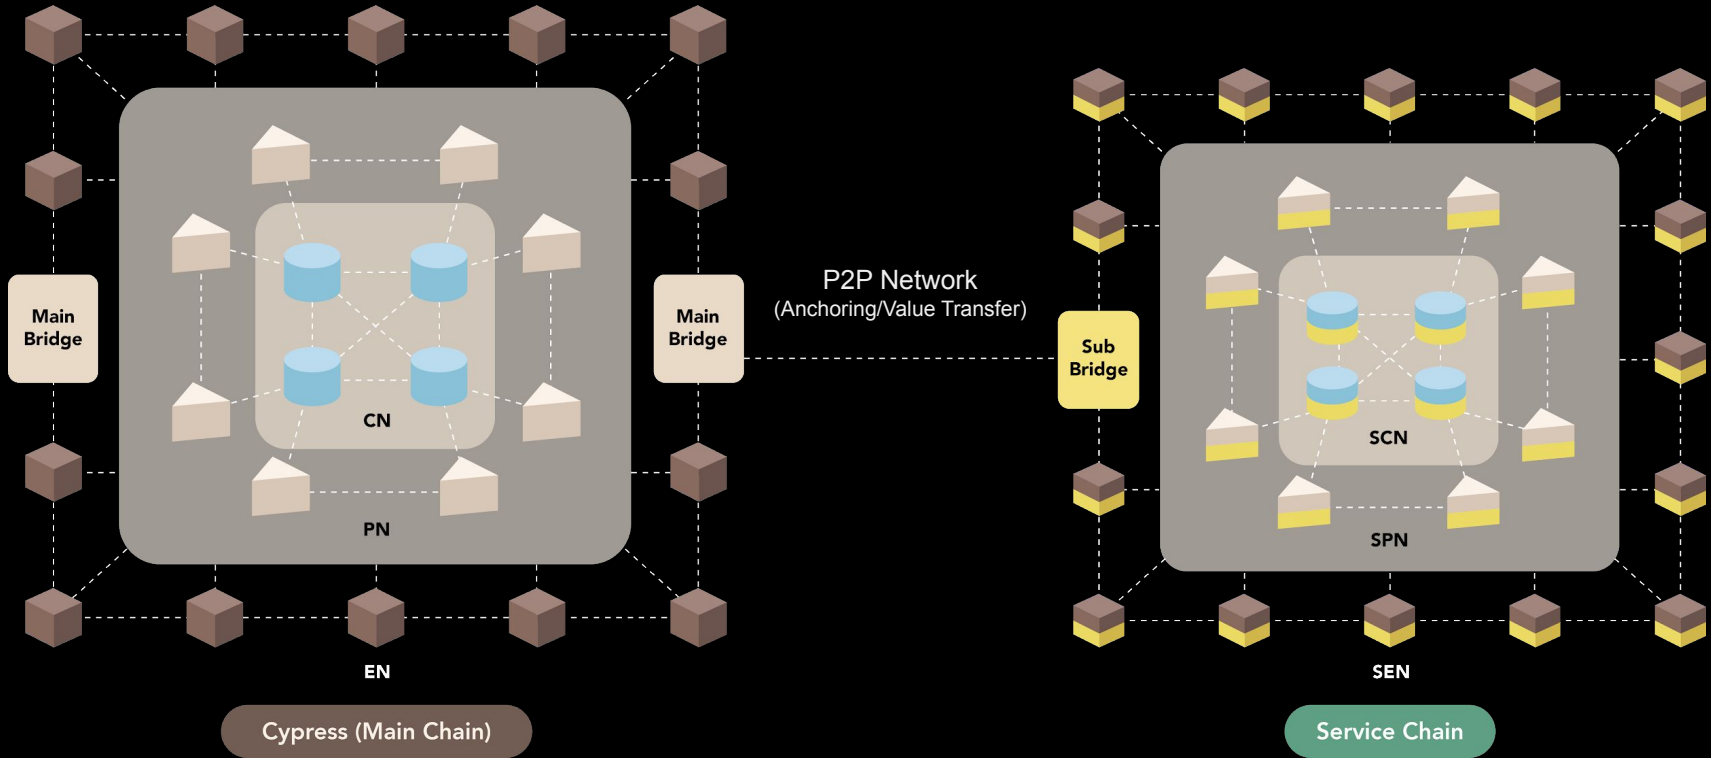 Main
Bridge
CN
PN
EN
Cypress (Main Chain)
Main
Bridge
P2P Network
(Anchoring/Value Transfer)
Sub
Bridge
SCN
SPN
SEN
Service Chain